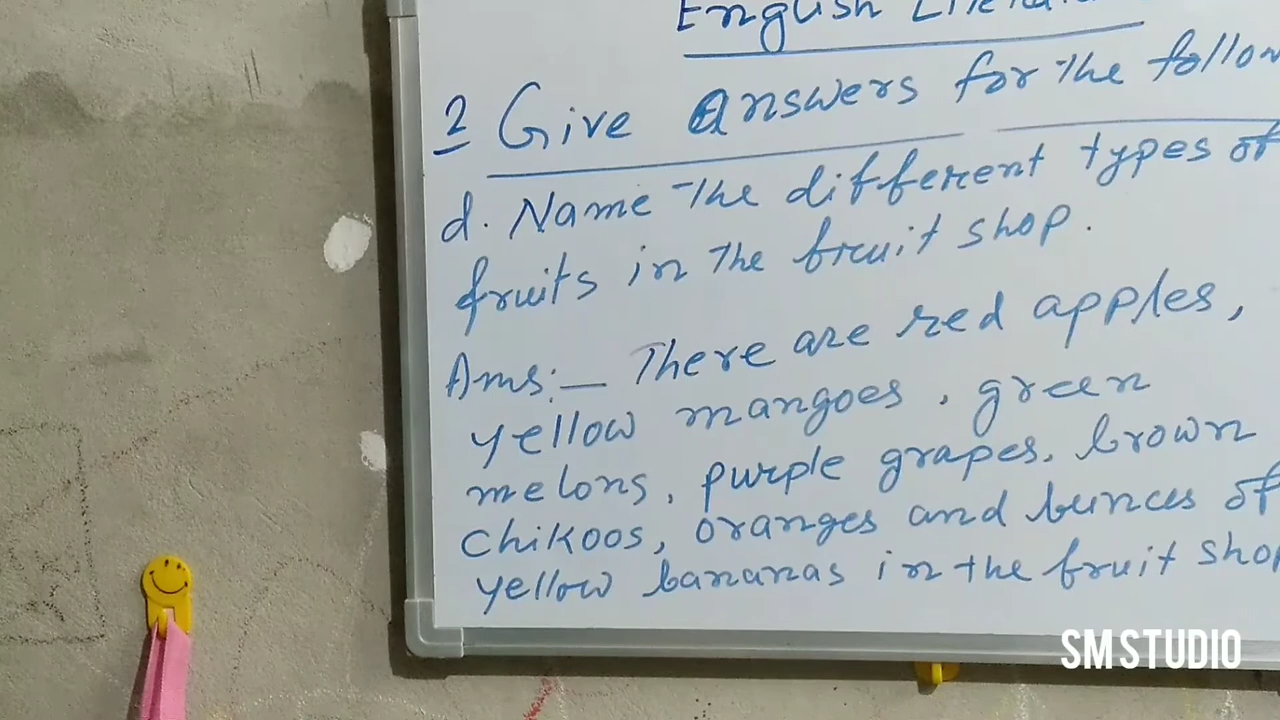 English
2 Give Answers for the follow
d. Name the different types of
fruits in the fruit shop.
Ans:— There are red apples,
yellow mangoes, green
melons, purple grapes, brown
chikoos, oranges and bunces of
yellow bananas in the fruit shop
SM STUDIO